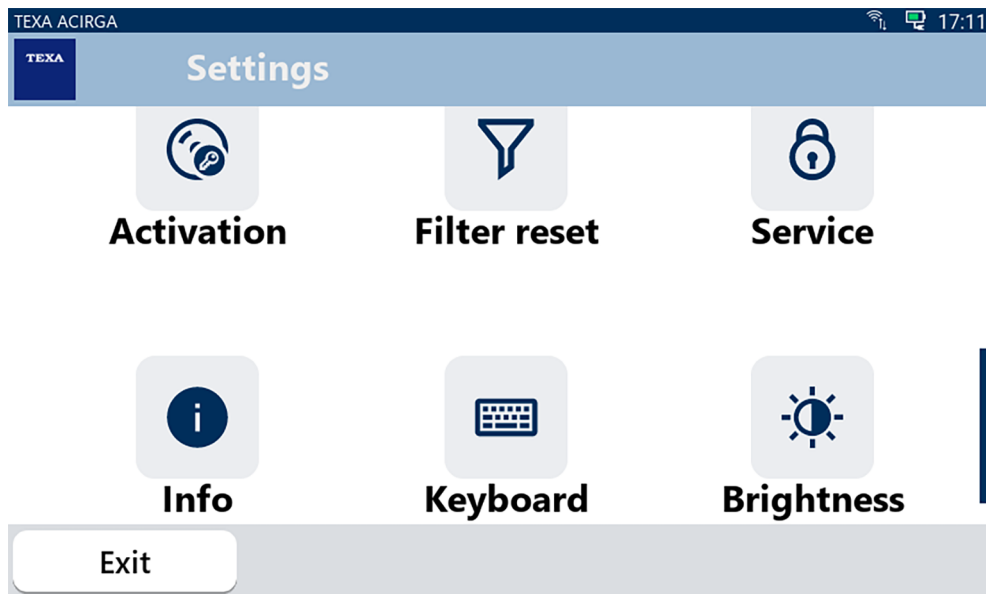 TEXA ACIRGA 17:11
TEXA Settings
Activation Filter reset Service
Info Keyboard Brightness
Exit